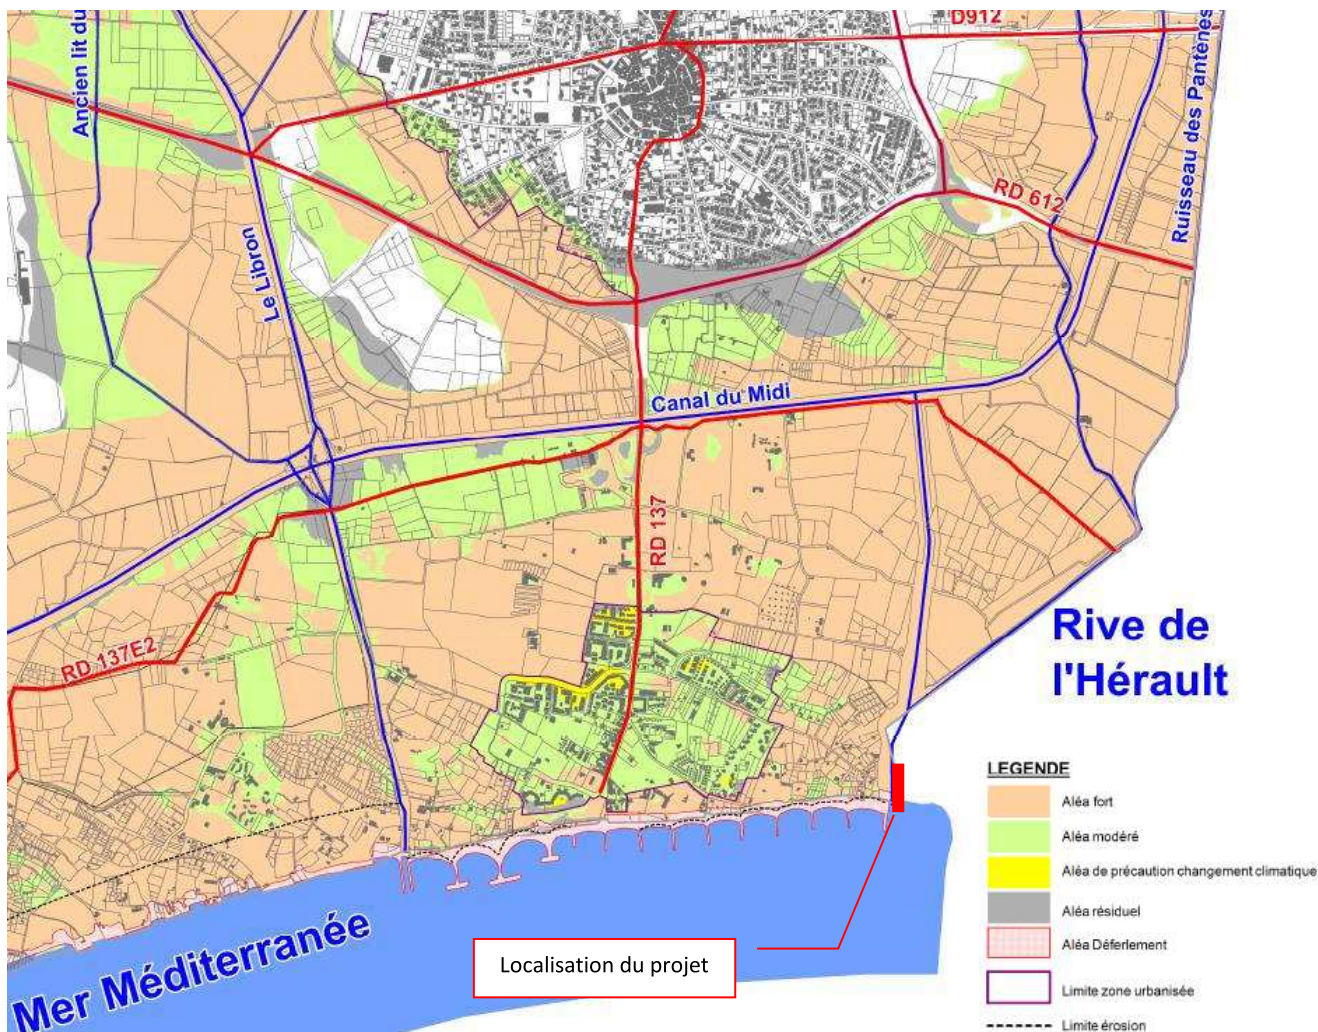 D912
Ancien lit du
Ruisseau des Pantènes
RD 612
Le Libron
Canal du Midi
RD 137
RD 137E2
Rive de
l'Hérault
LEGENDE
Aléa fort
Aléa modéré
Aléa de précaution changement climatique
Aléa résiduel
Aléa Déferlement
Limite zone urbanisée
Limite érosion
Localisation du projet
Mer Méditerranée